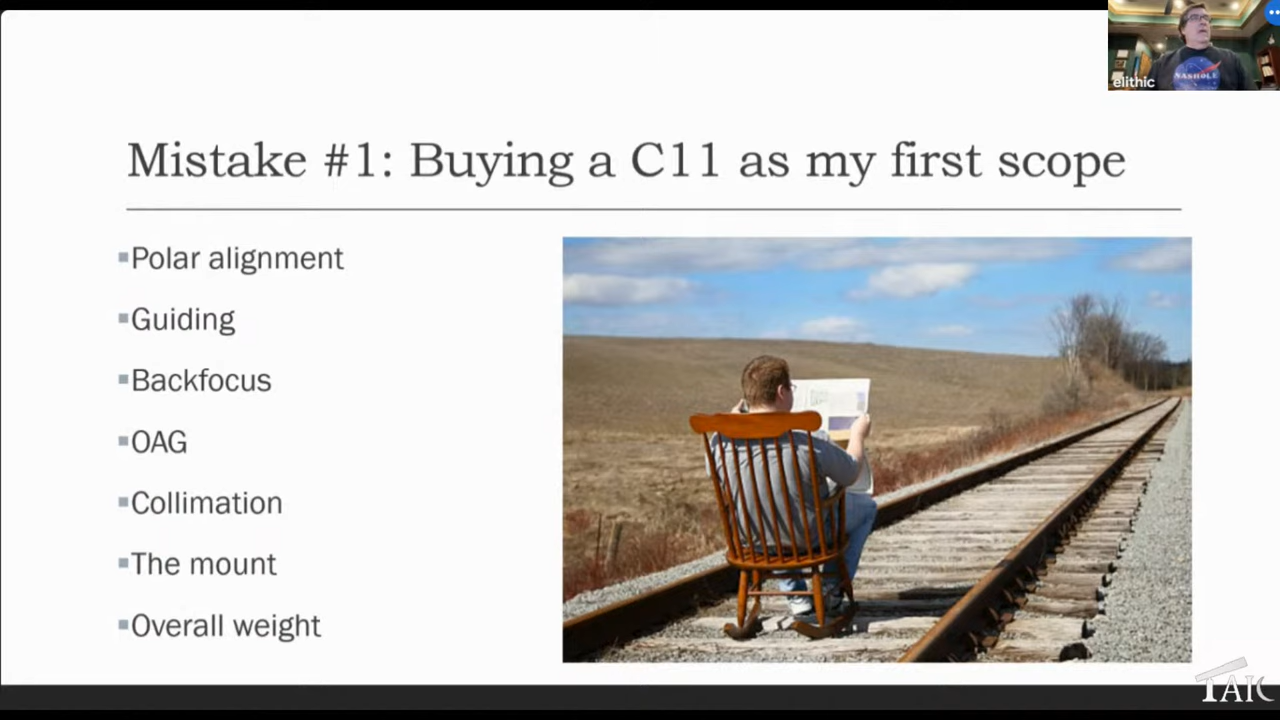 elithic
NASHOLE
Mistake #1: Buying a C11 as my first scope
▪Polar alignment
▪Guiding
▪Backfocus
▪OAG
▪Collimation
▪The mount
▪Overall weight
TAIC